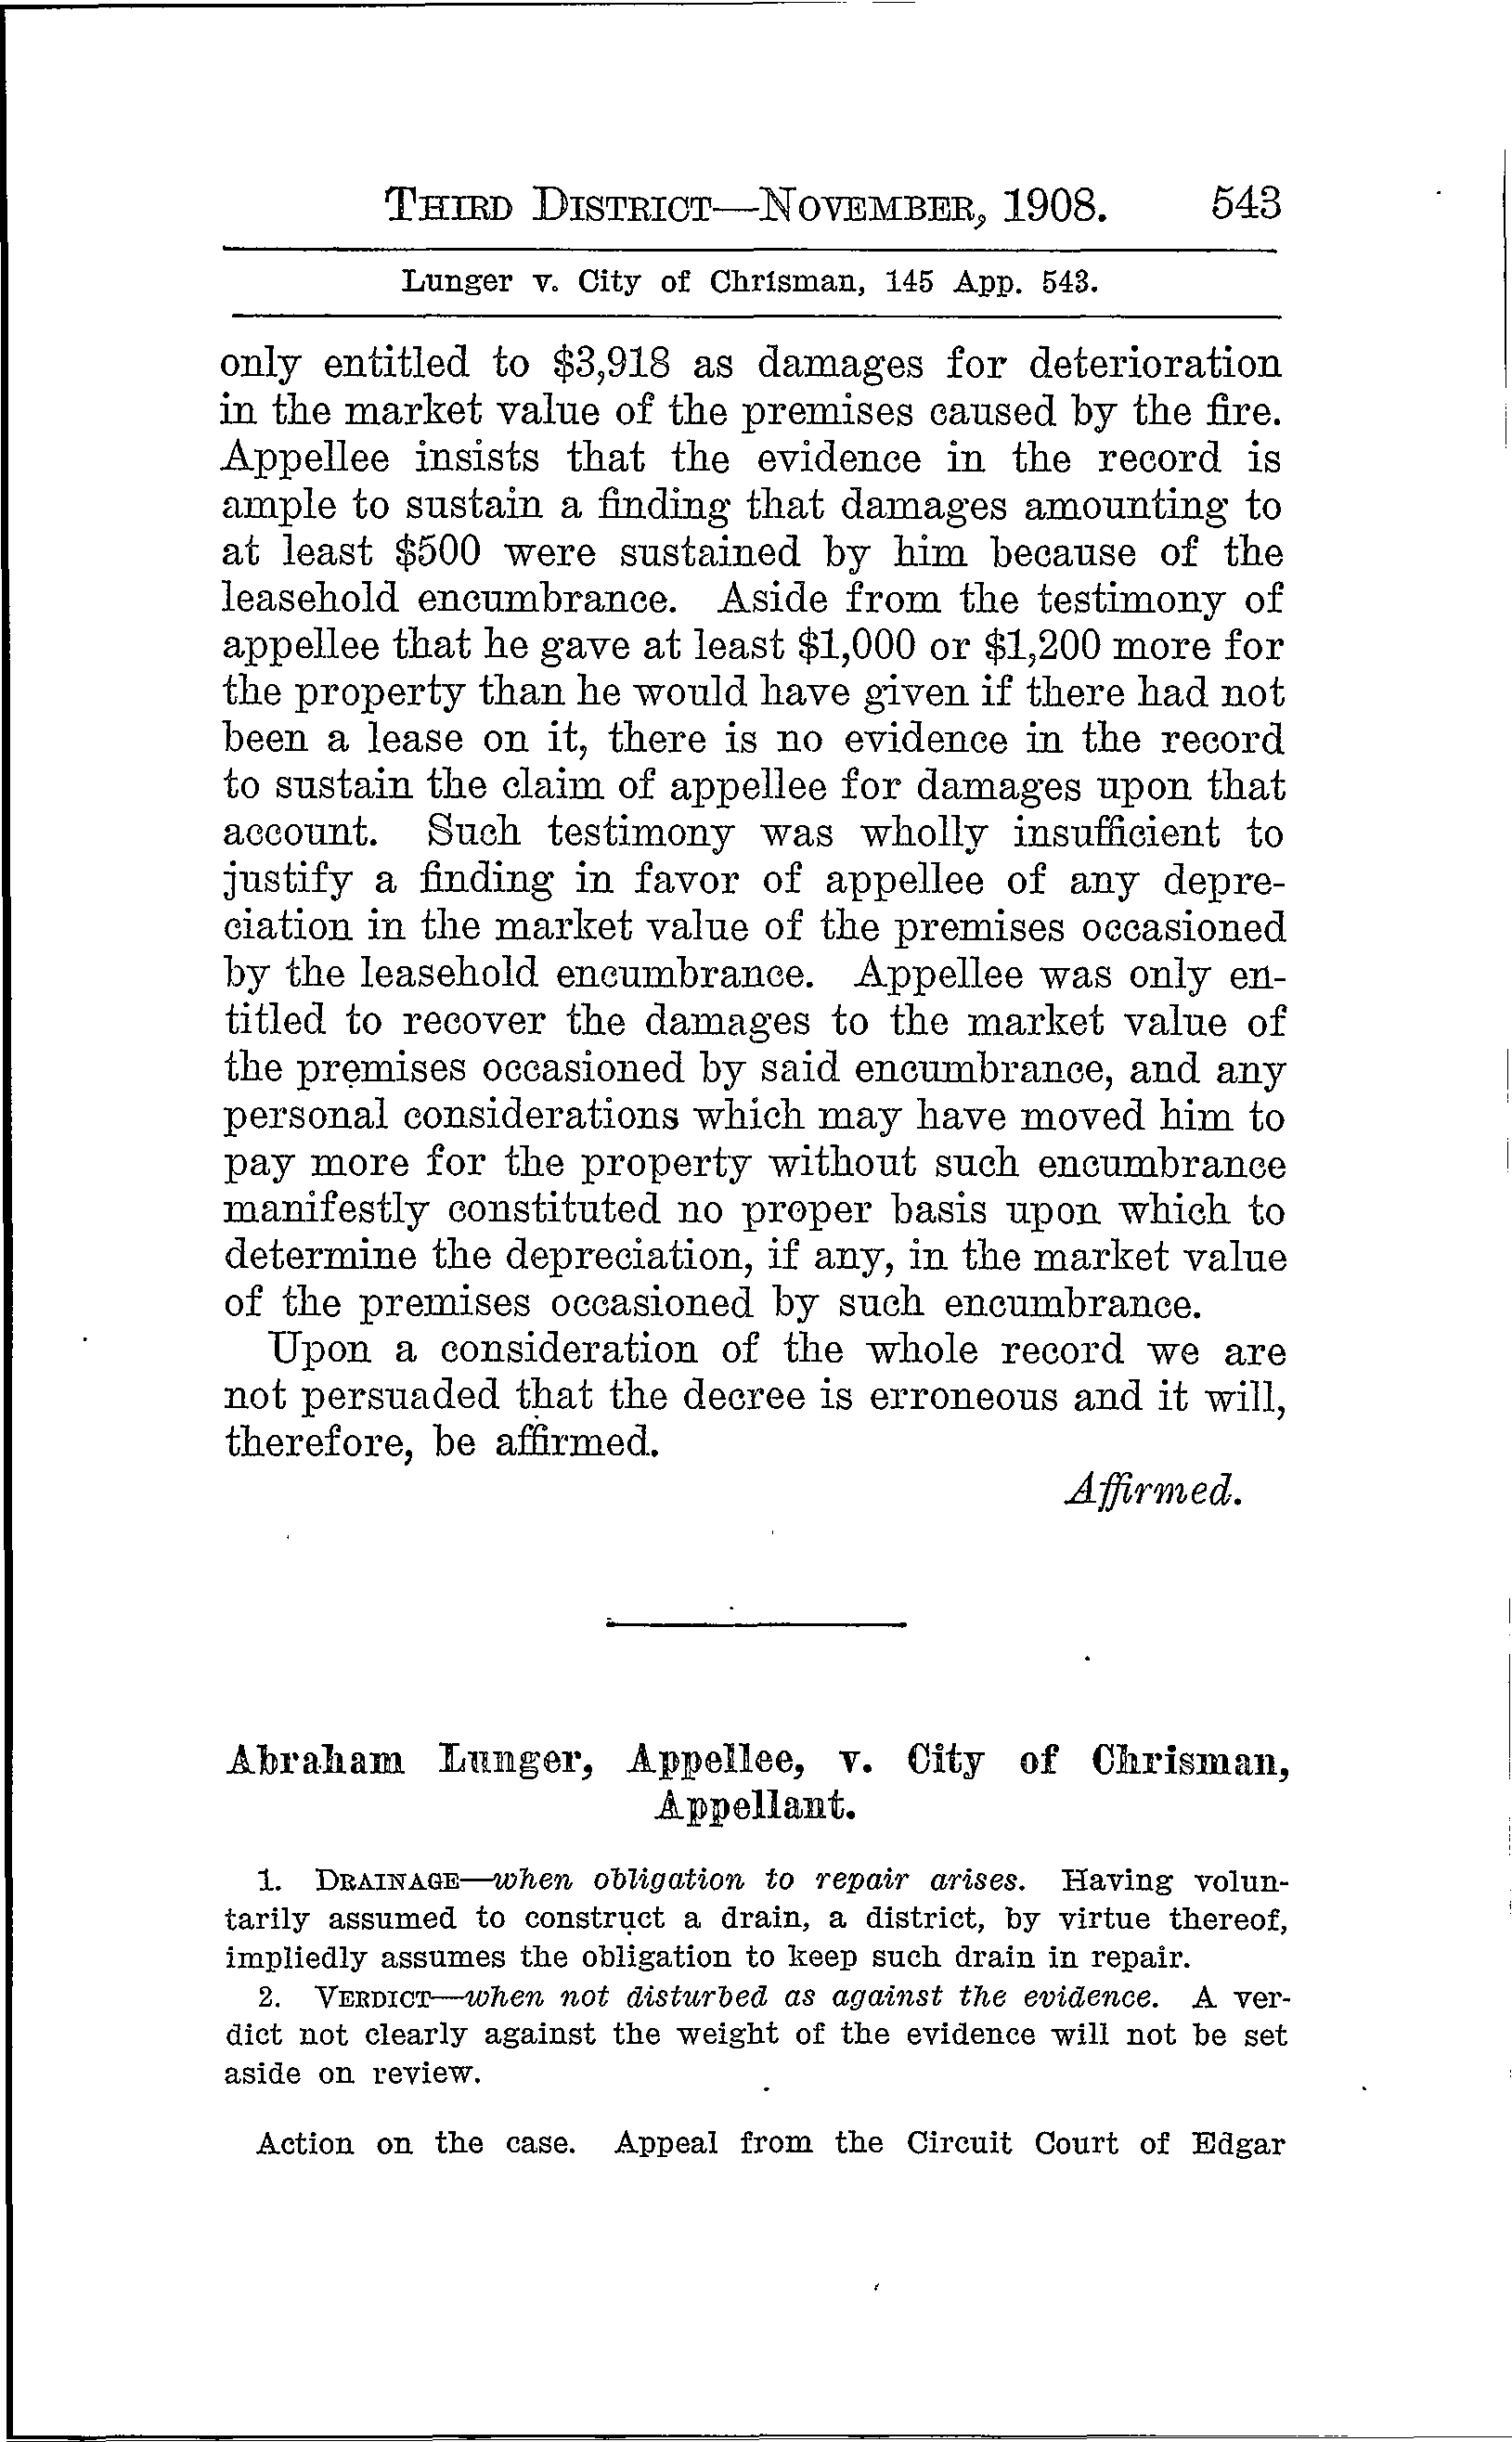 THIRD DISTRICT—NOVEMBER, 1908. 543
Lunger v. City of Chrisman, 145 App. 543.
only entitled to $3,918 as damages for deterioration
in the market value of the premises caused by the fire.
Appellee insists that the evidence in the record is
ample to sustain a finding that damages amounting to
at least $500 were sustained by him because of the
leasehold encumbrance. Aside from the testimony of
appellee that he gave at least $1,000 or $1,200 more for
the property than he would have given if there had not
been a lease on it, there is no evidence in the record
to sustain the claim of appellee for damages upon that
account. Such testimony was wholly insufficient to
justify a finding in favor of appellee of any depre-
ciation in the market value of the premises occasioned
by the leasehold encumbrance. Appellee was only en-
titled to recover the damages to the market value of
the premises occasioned by said encumbrance, and any
personal considerations which may have moved him to
pay more for the property without such encumbrance
manifestly constituted no proper basis upon which to
determine the depreciation, if any, in the market value
of the premises occasioned by such encumbrance.
Upon a consideration of the whole record we are
not persuaded that the decree is erroneous and it will,
therefore, be affirmed.
Affirmed.
Abraham Lunger, Appellee, v. City of Chrisman,
Appellant.
1. DRAINAGE—when obligation to repair arises. Having volun-
tarily assumed to construct a drain, a district, by virtue thereof,
impliedly assumes the obligation to keep such drain in repair.
2. VERDICT—when not disturbed as against the evidence. A ver-
dict not clearly against the weight of the evidence will not be set
aside on review.
Action on the case. Appeal from the Circuit Court of Edgar